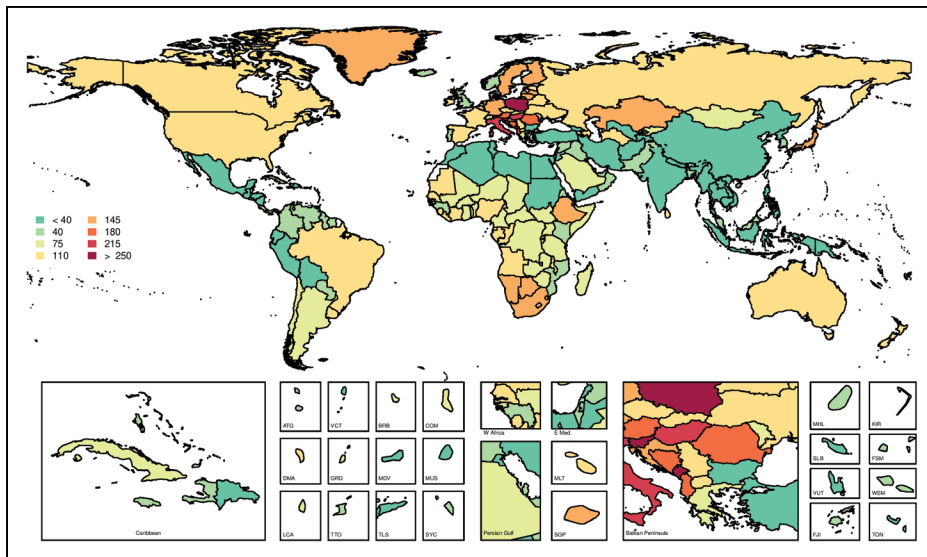 < 40
40
75
110
145
180
215
> 250
Caribbean
ATG
VCT
BRB
COM
DMA
GRD
MDV
MUS
LCA
TTO
TLS
SYC
W Africa
E Med.
Persian Gulf
MLT
SGP
Balkan Peninsula
MHL
KIR
SLB
FSM
VUT
WSM
FJI
TON